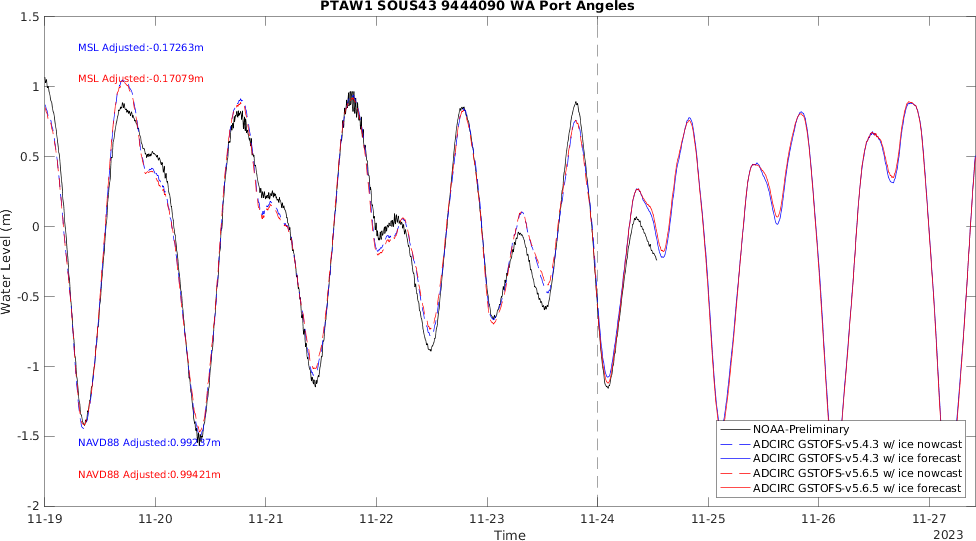 PTAW1 SOUS43 9444090 WA Port Angeles
MSL Adjusted:-0.17263m
MSL Adjusted:-0.17079m
NAVD88 Adjusted:0.99237m
NAVD88 Adjusted:0.99421m
Water Level (m)
1.5
1
0.5
0
-0.5
-1
-1.5
-2
NOAA-Preliminary
ADCIRC GSTOFS-v5.4.3 w/ ice nowcast
ADCIRC GSTOFS-v5.4.3 w/ ice forecast
ADCIRC GSTOFS-v5.6.5 w/ ice nowcast
ADCIRC GSTOFS-v5.6.5 w/ ice forecast
11-19 11-20 11-21 11-22 11-23 11-24 11-25 11-26 11-27
Time
2023